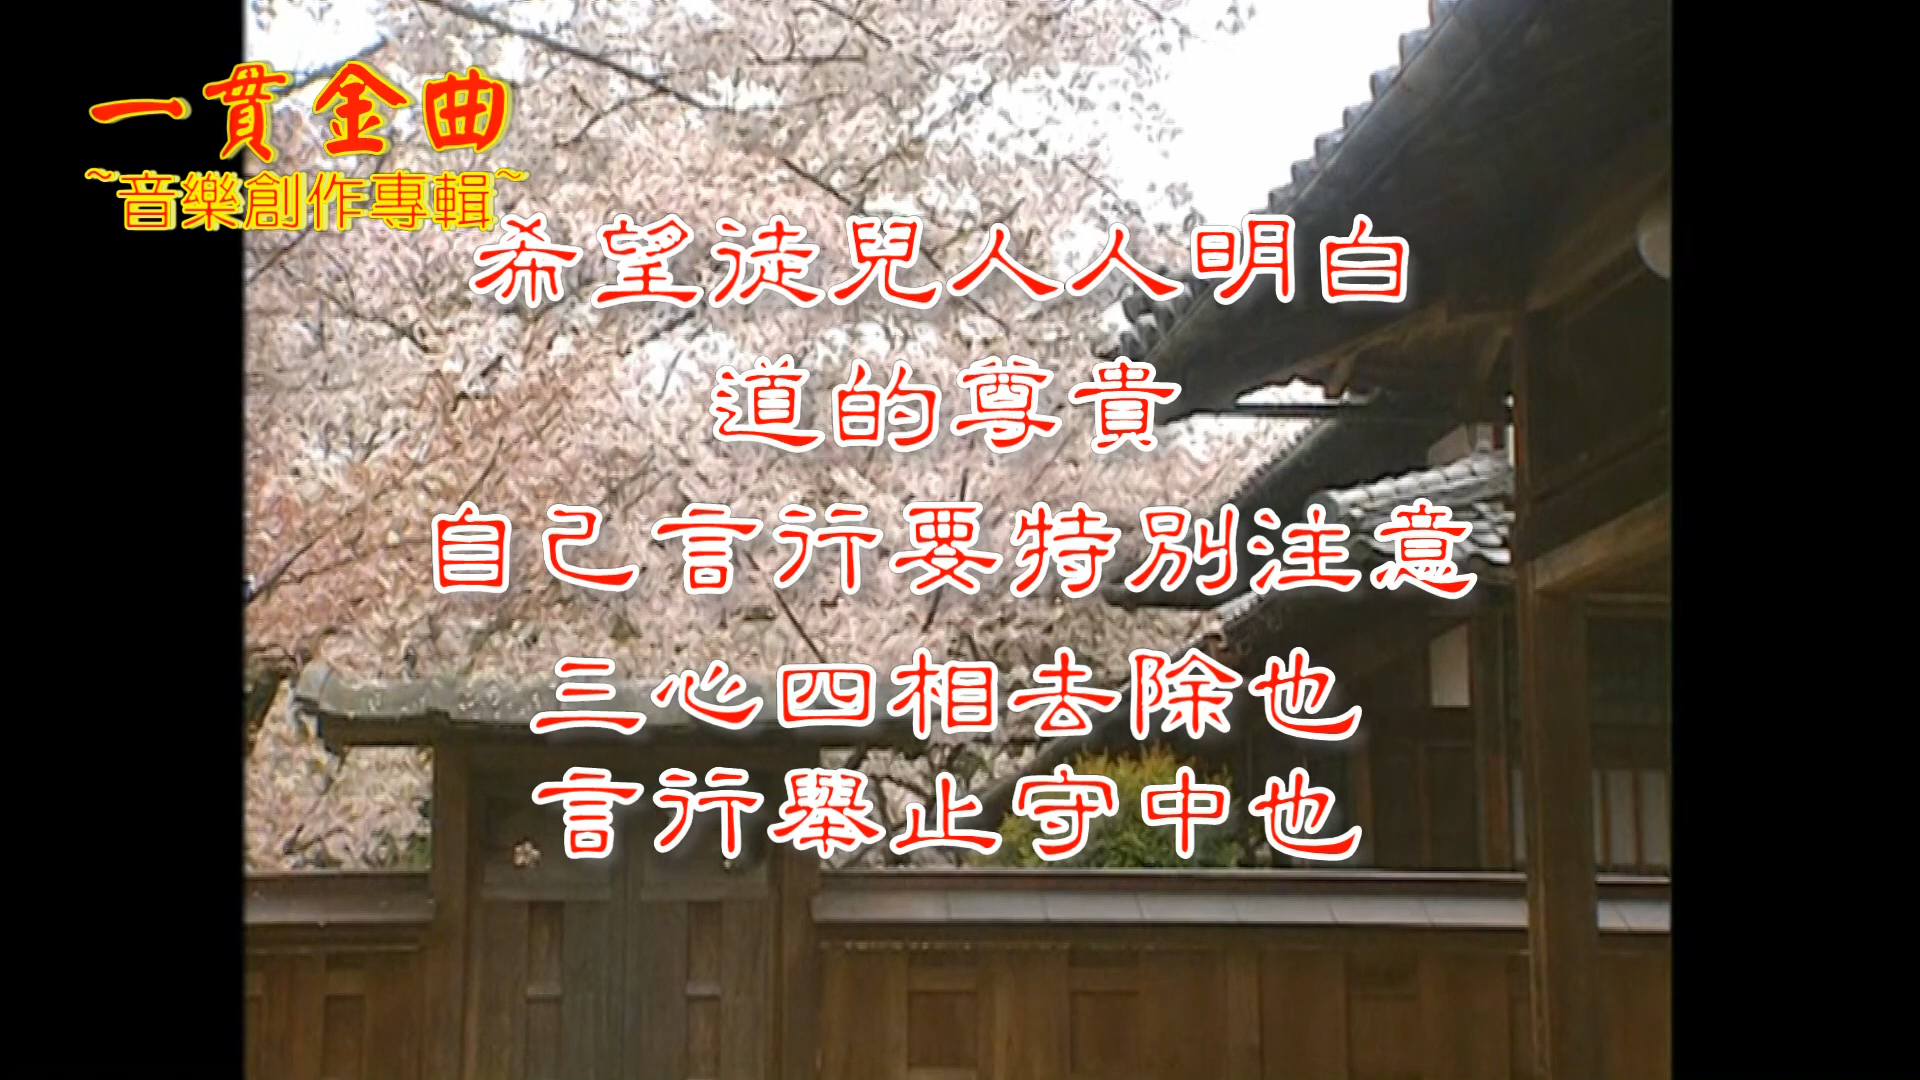 一貫金曲
~音樂創作專輯~
希望徒兒人人明白
道的尊貴
自己言行要特別注意
三心四相去除也
言行舉止守中也